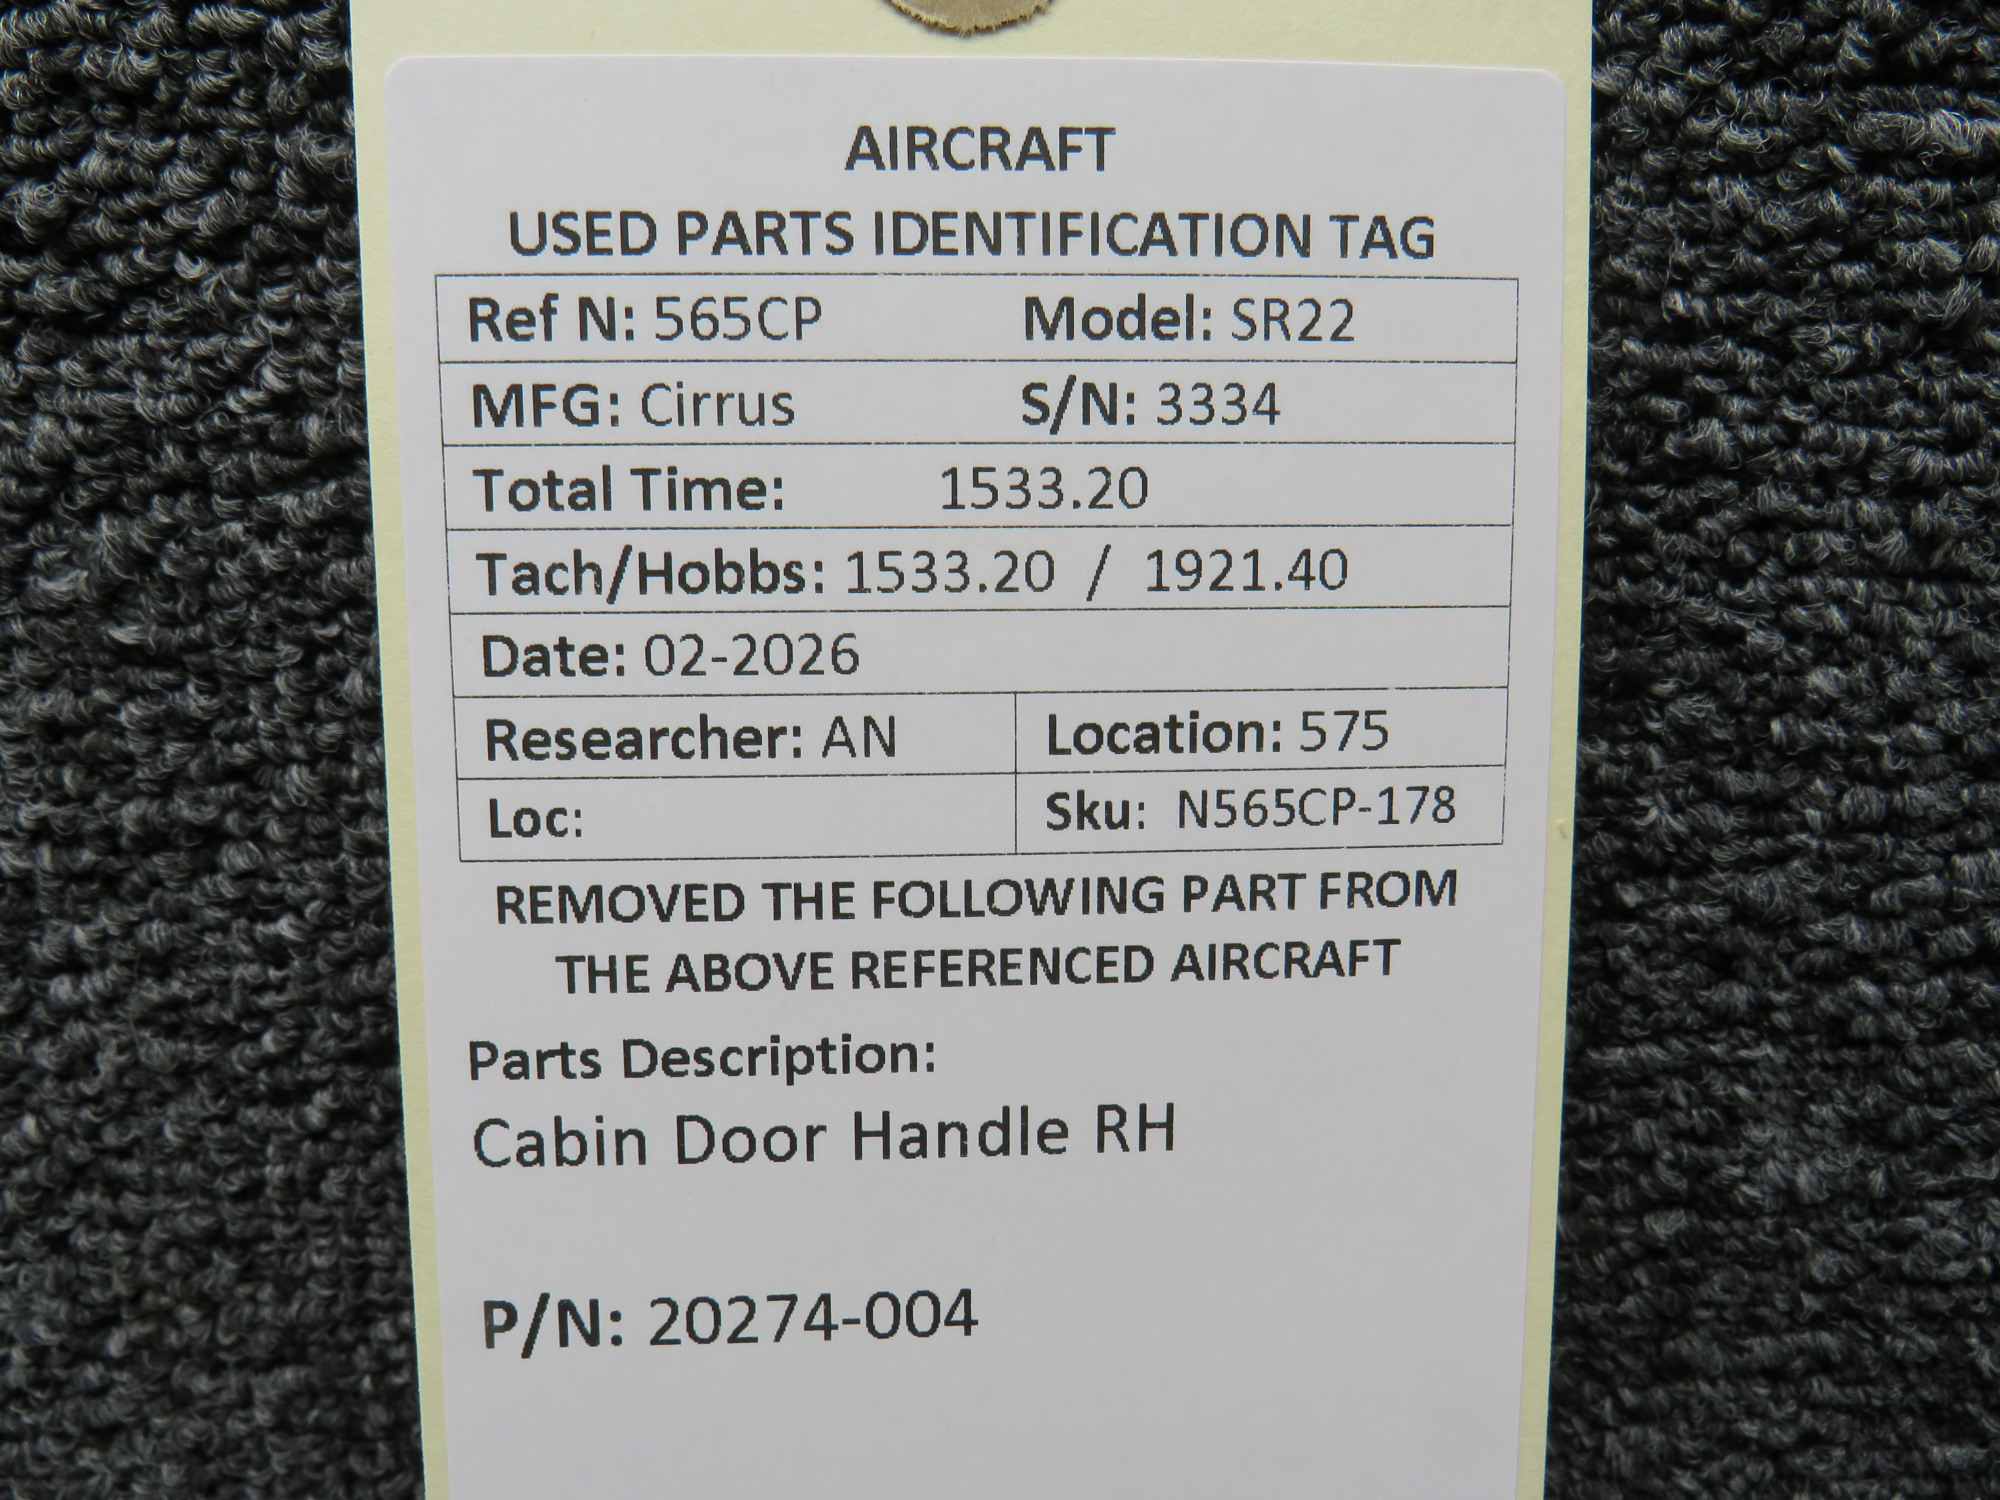 AIRCRAFT
USED PARTS IDENTIFICATION TAG
Ref N: 565CP Model: SR22
MFG: Cirrus S/N: 3334
Total Time: 1533.20
Tach/Hobbs: 1533.20 / 1921.40
Date: 02-2026
Researcher: AN Location: 575
Loc: Sku: N565CP-178
REMOVED THE FOLLOWING PART FROM
THE ABOVE REFERENCED AIRCRAFT
Parts Description:
Cabin Door Handle RH
P/N: 20274-004